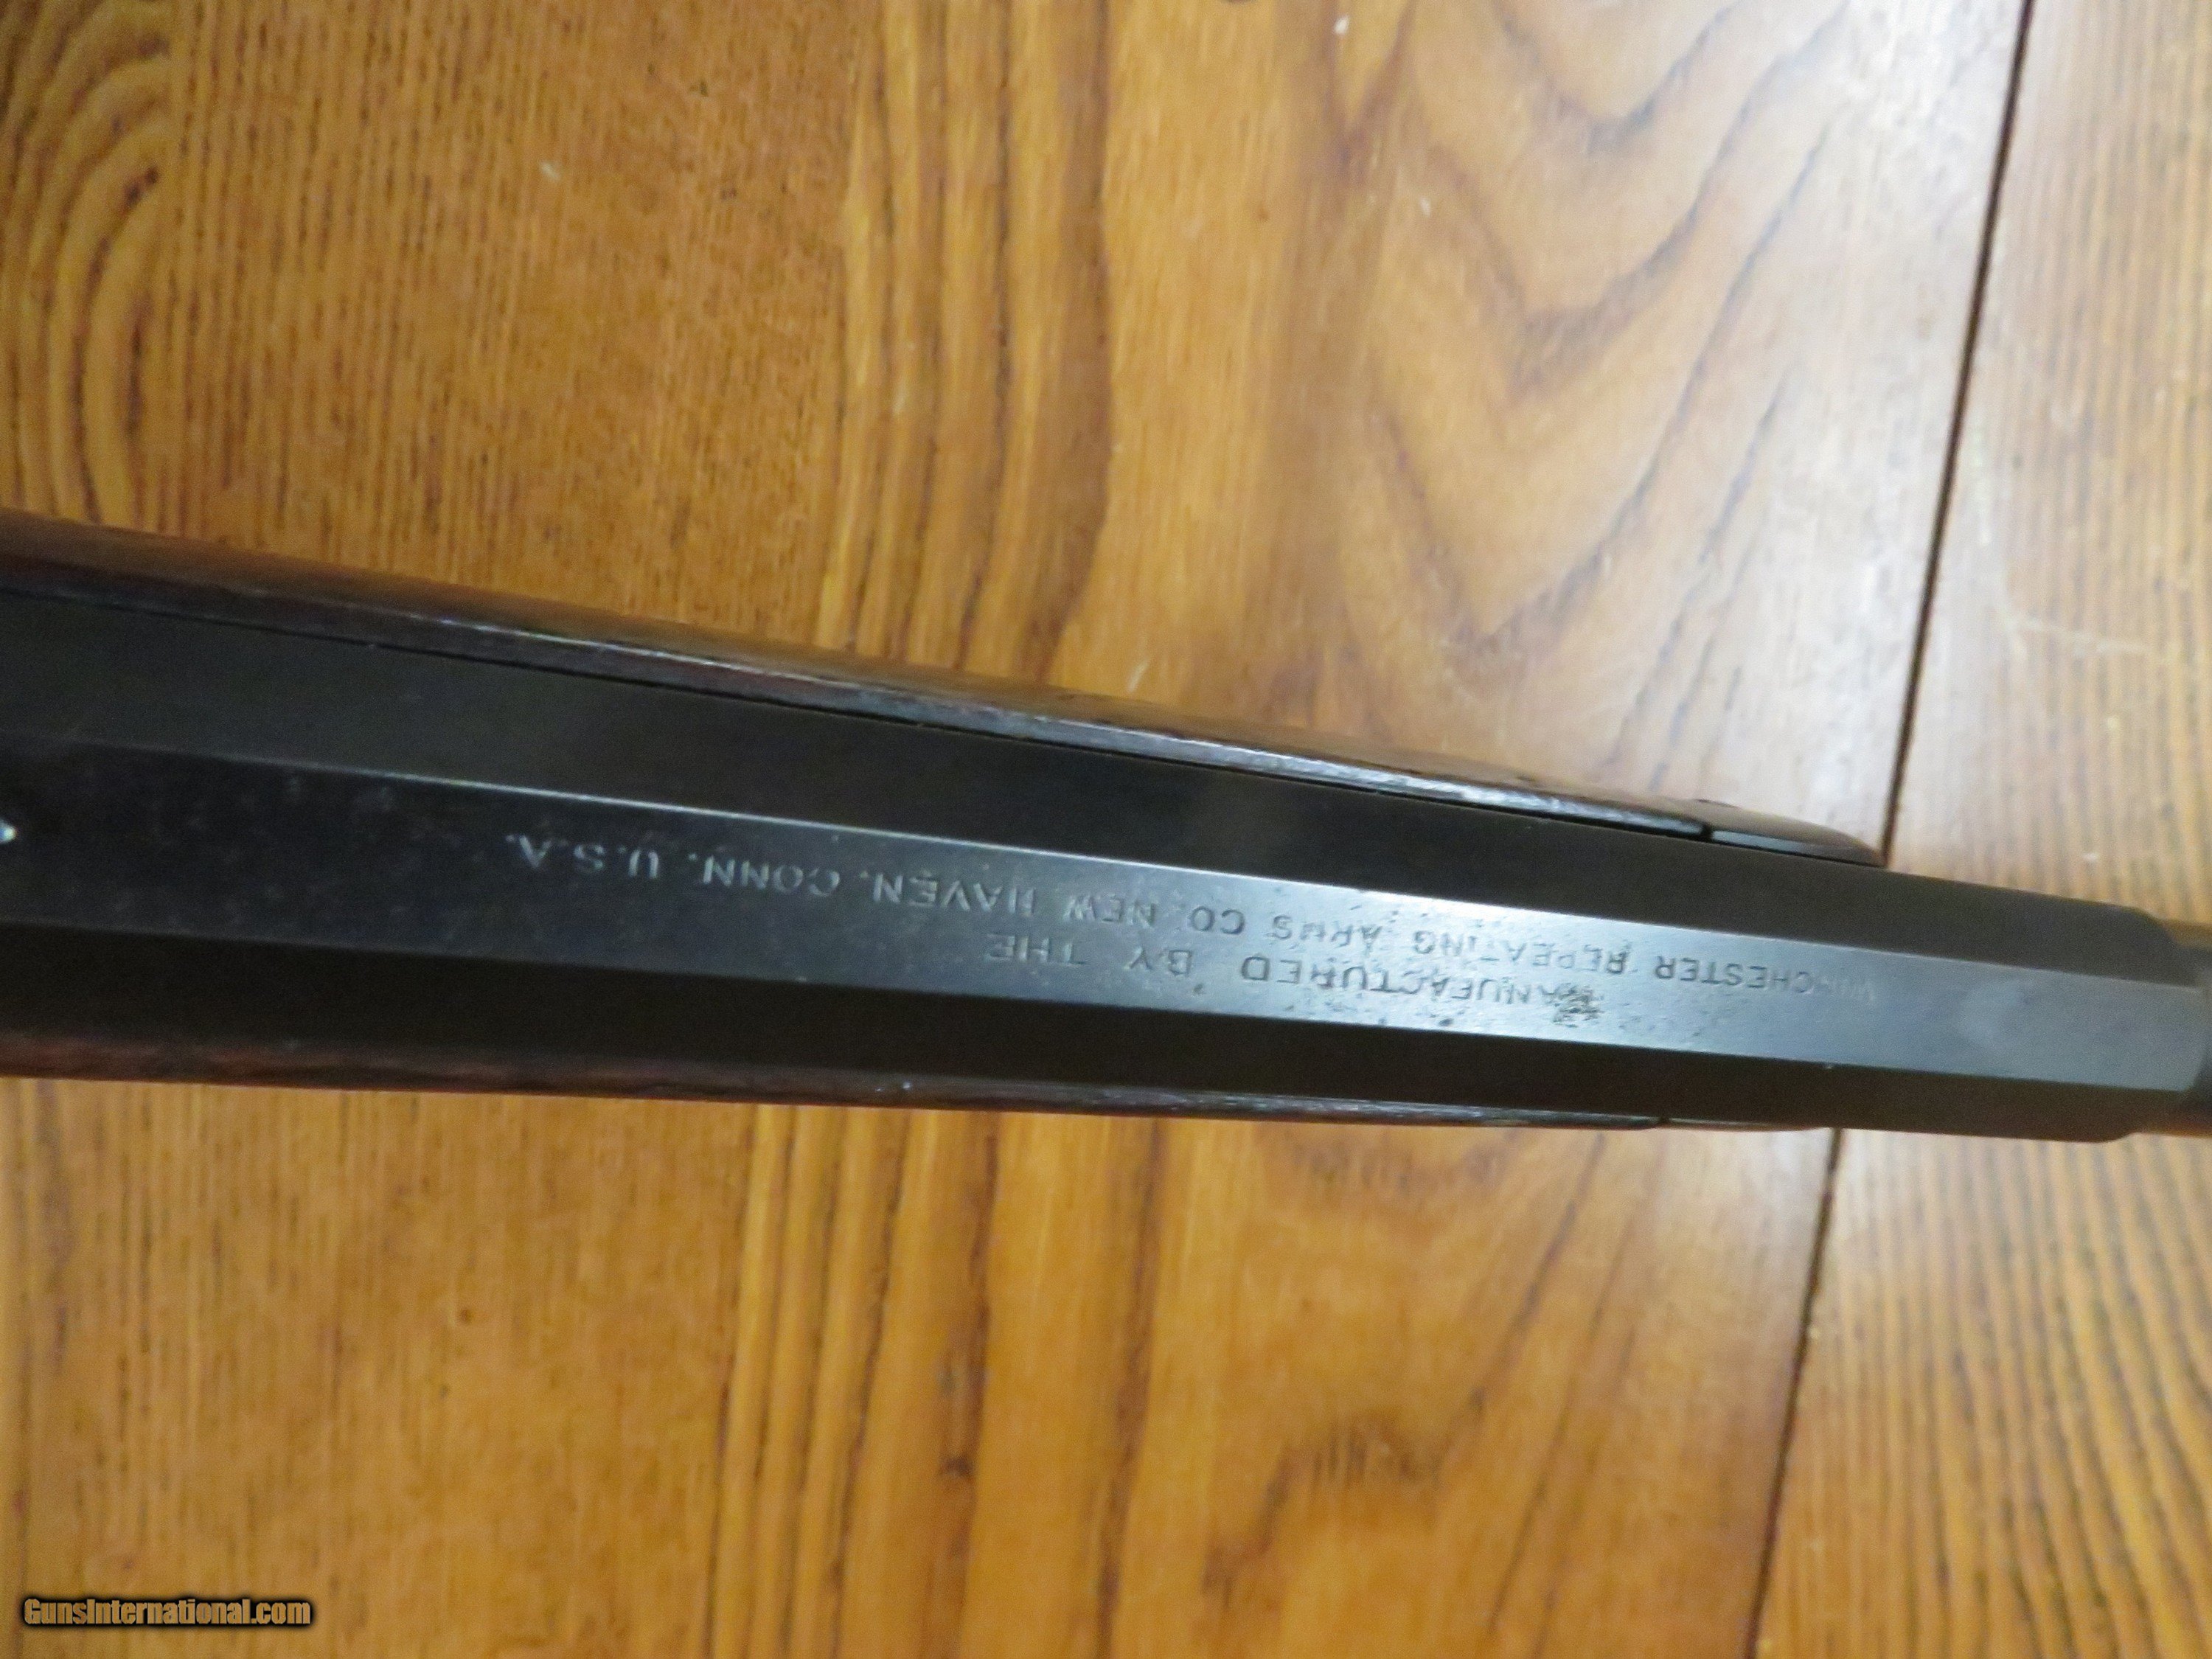 MANUFACTURED BY THE
WINCHESTER REPEATING ARMS CO. NEW HAVEN. CONN. U.S.A.
GunsInternational.com